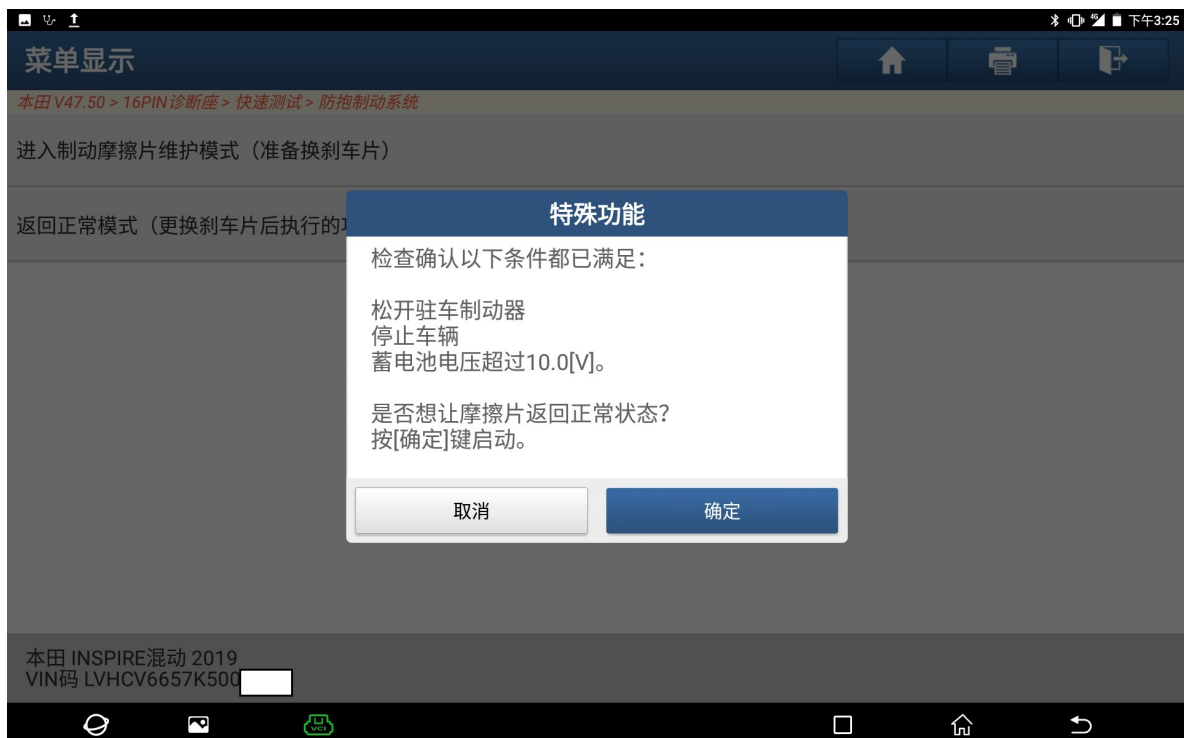 4G
下午3:25
菜单显示
本田 V47.50 > 16PIN诊断座 > 快速测试 > 防抱制动系统
进入制动摩擦片维护模式（准备换刹车片）
返回正常模式（更换刹车片后执行的
特殊功能
检查确认以下条件都已满足：
松开驻车制动器
停止车辆
蓄电池电压超过10.0[V]。
是否想让摩擦片返回正常状态？
按[确定]键启动。
取消
确定
本田 INSPIRE混动 2019
VIN码 LVHCV6657K500
VCI